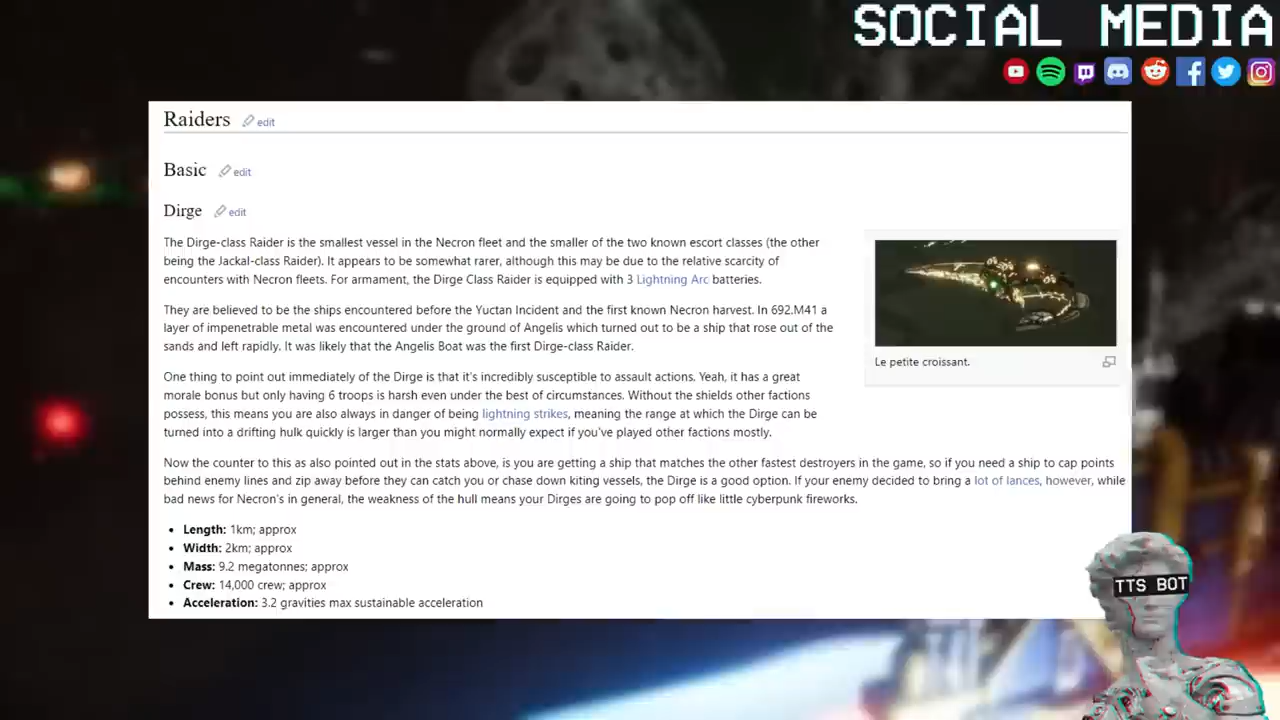 SOCIAL MEDIA
Raiders edit
Basic edit
Dirge edit
The Dirge-class Raider is the smallest vessel in the Necron fleet and the smaller of the two known escort classes (the other
being the Jackal-class Raider). It appears to be somewhat rarer, although this may be due to the relative scarcity of
encounters with Necron fleets. For armament, the Dirge Class Raider is equipped with 3 Lightning Arc batteries.
They are believed to be the ships encountered before the Yuctan Incident and the first known Necron harvest. In 692.M41 a
layer of impenetrable metal was encountered under the ground of Angelis which turned out to be a ship that rose out of the
sands and left rapidly. It was likely that the Angelis Boat was the first Dirge-class Raider.
Le petite croissant.
One thing to point out immediately of the Dirge is that it's incredibly susceptible to assault actions. Yeah, it has a great
morale bonus but only having 6 troops is harsh even under the best of circumstances. Without the shields other factions
possess, this means you are also always in danger of being lightning strikes, meaning the range at which the Dirge can be
turned into a drifting hulk quickly is larger than you might normally expect if you've played other factions mostly.
Now the counter to this as also pointed out in the stats above, is you are getting a ship that matches the other fastest destroyers in the game, so if you need a ship to cap points
behind enemy lines and zip away before they can catch you or chase down kiting vessels, the Dirge is a good option. If your enemy decided to bring a lot of lances, however, while
bad news for Necron's in general, the weakness of the hull means your Dirges are going to pop off like little cyberpunk fireworks.
• Length: 1km; approx
• Width: 2km; approx
• Mass: 9.2 megatonnes; approx
• Crew: 14,000 crew; approx
• Acceleration: 3.2 gravities max sustainable acceleration
TTS BOT